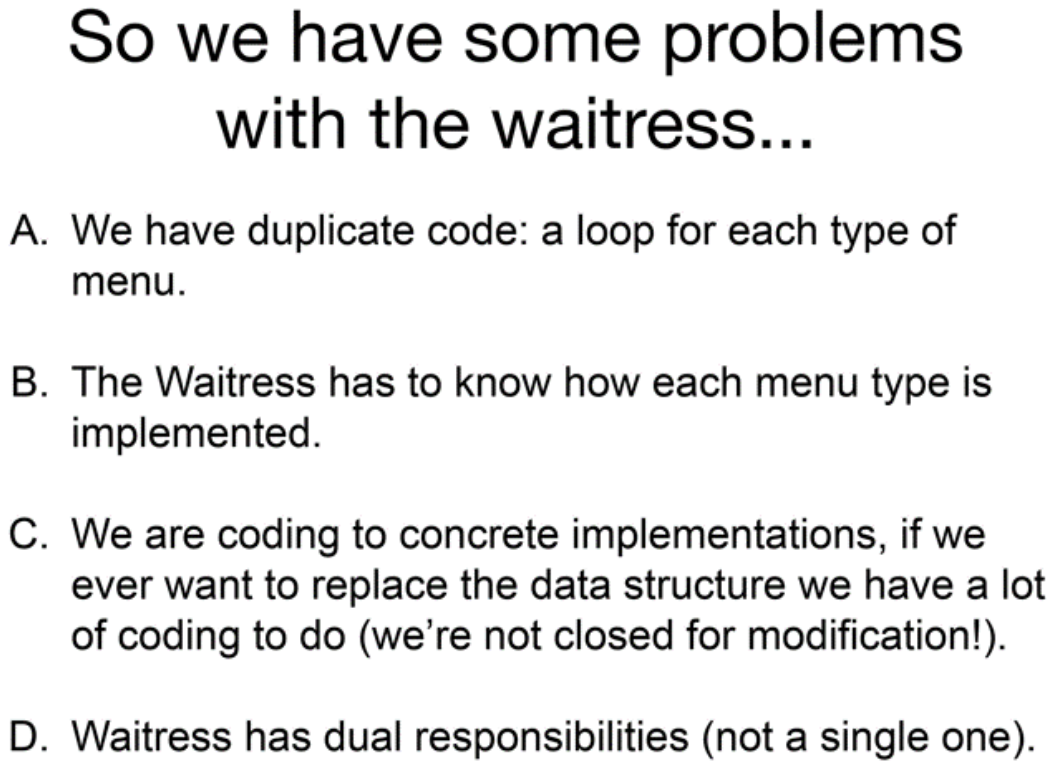 So we have some problems
with the waitress...
A. We have duplicate code: a loop for each type of
menu.
B. The Waitress has to know how each menu type is
implemented.
C. We are coding to concrete implementations, if we
ever want to replace the data structure we have a lot
of coding to do (we’re not closed for modification!).
D. Waitress has dual responsibilities (not a single one).